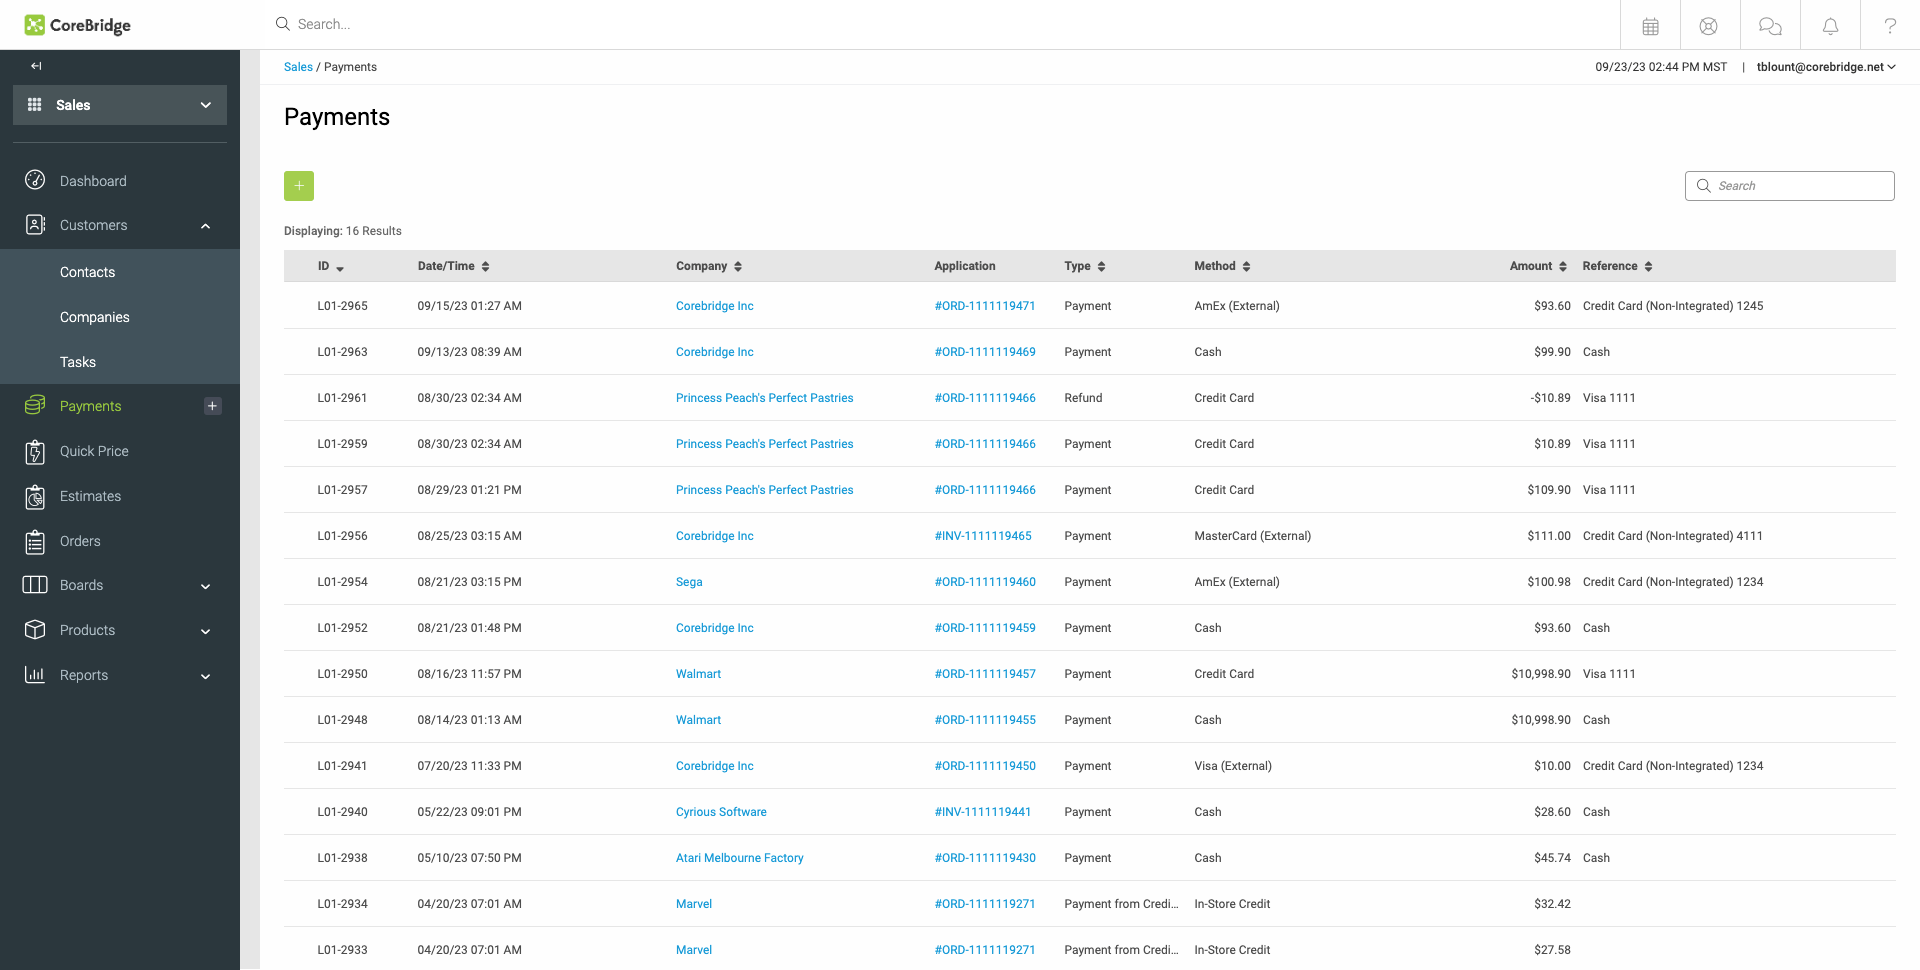 CoreBridge
Search...
Sales / Payments
09/23/23 02:44 PM MST | tblount@corebridge.net
Sales
Dashboard
Customers
Contacts
Companies
Tasks
Payments
Quick Price
Estimates
Orders
Boards
Products
Reports
Payments
Search
Displaying: 16 Results
ID Date/Time Company Application Type Method Amount Reference
L01-2965 09/15/23 01:27 AM Corebridge Inc #ORD-1111119471 Payment AmEx (External) $93.60 Credit Card (Non-Integrated) 1245
L01-2963 09/13/23 08:39 AM Corebridge Inc #ORD-1111119469 Payment Cash $99.90 Cash
L01-2961 08/30/23 02:34 AM Princess Peach's Perfect Pastries #ORD-1111119466 Refund Credit Card -$10.89 Visa 1111
L01-2959 08/30/23 02:34 AM Princess Peach's Perfect Pastries #ORD-1111119466 Payment Credit Card $10.89 Visa 1111
L01-2957 08/29/23 01:21 PM Princess Peach's Perfect Pastries #ORD-1111119466 Payment Credit Card $109.90 Visa 1111
L01-2956 08/25/23 03:15 AM Corebridge Inc #INV-1111119465 Payment MasterCard (External) $111.00 Credit Card (Non-Integrated) 4111
L01-2954 08/21/23 03:15 PM Sega #ORD-1111119460 Payment AmEx (External) $100.98 Credit Card (Non-Integrated) 1234
L01-2952 08/21/23 01:48 PM Corebridge Inc #ORD-1111119459 Payment Cash $93.60 Cash
L01-2950 08/16/23 11:57 PM Walmart #ORD-1111119457 Payment Credit Card $10,998.90 Visa 1111
L01-2948 08/14/23 01:13 AM Walmart #ORD-1111119455 Payment Cash $10,998.90 Cash
L01-2941 07/20/23 11:33 PM Corebridge Inc #ORD-1111119450 Payment Visa (External) $10.00 Credit Card (Non-Integrated) 1234
L01-2940 05/22/23 09:01 PM Cyrious Software #INV-1111119441 Payment Cash $28.60 Cash
L01-2938 05/10/23 07:50 PM Atari Melbourne Factory #ORD-1111119430 Payment Cash $45.74 Cash
L01-2934 04/20/23 07:01 AM Marvel #ORD-1111119271 Payment from Credi... In-Store Credit $32.42
L01-2933 04/20/23 07:01 AM Marvel #ORD-1111119271 Payment from Credi... In-Store Credit $27.58